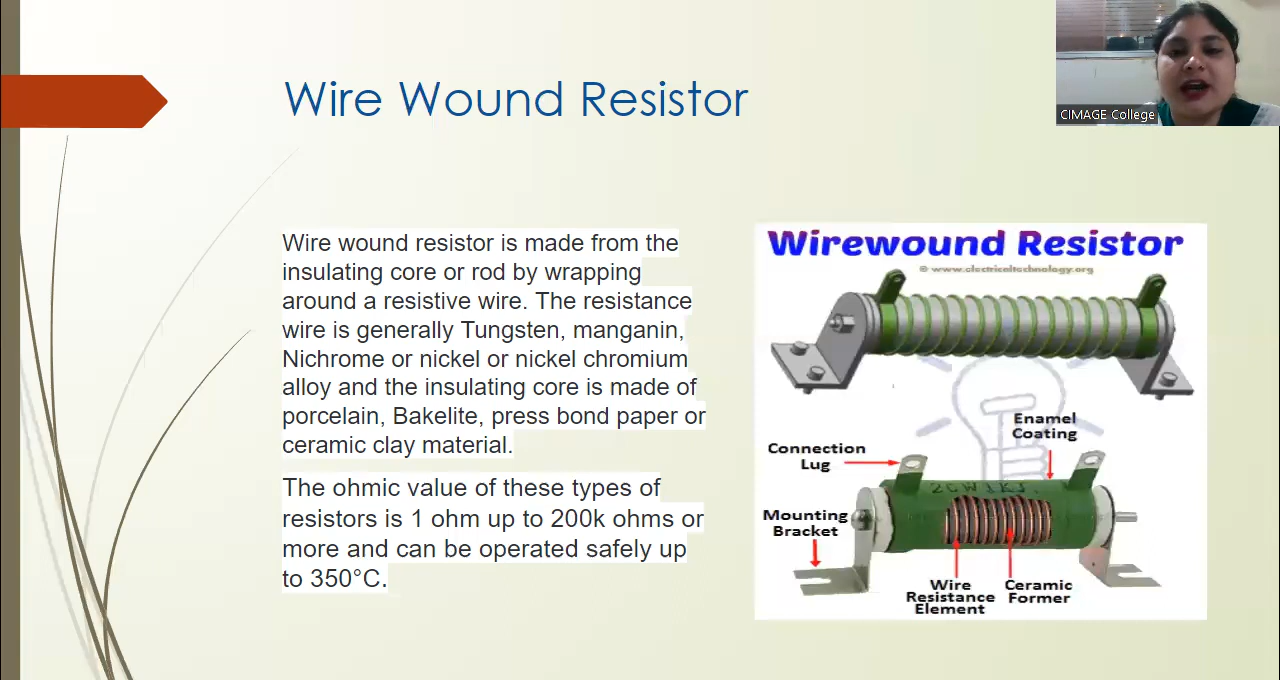 Wire Wound Resistor
CIMAGE College
Wire wound resistor is made from the
insulating core or rod by wrapping
around a resistive wire. The resistance
wire is generally Tungsten, manganin,
Nichrome or nickel or nickel chromium
alloy and the insulating core is made of
porcelain, Bakelite, press bond paper or
ceramic clay material.
The ohmic value of these types of
resistors is 1 ohm up to 200k ohms or
more and can be operated safely up
to 350°C.
Wirewound Resistor
© www.electricaltechnology.org
Enamel
Coating
Connection
Lug
Mounting
Bracket
Wire
Resistance
Element
Ceramic
Former